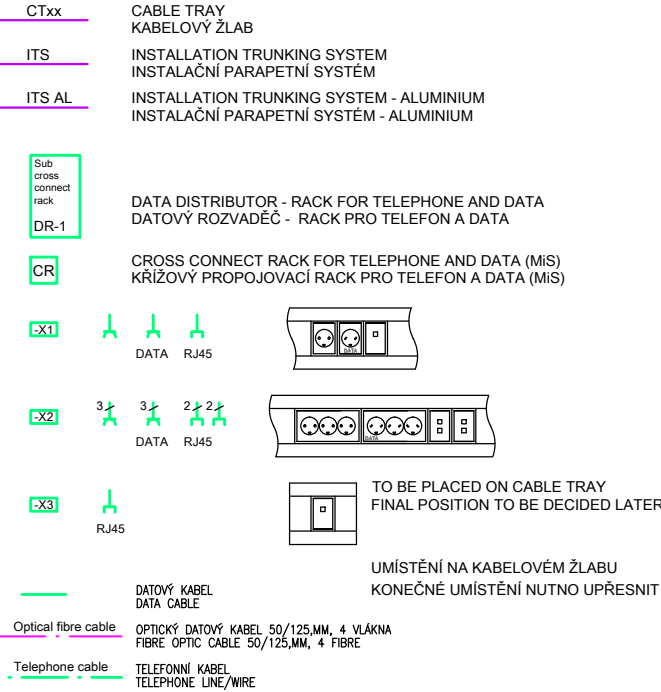 CTxx
CABLE TRAY
KABELOVÝ ŽLAB
ITS
INSTALLATION TRUNKING SYSTEM
INSTALAČNÍ PARAPETNÍ SYSTÉM
ITS AL
INSTALLATION TRUNKING SYSTEM - ALUMINIUM
INSTALAČNÍ PARAPETNÍ SYSTÉM - ALUMINIUM
Sub
cross
connect
rack
DR-1
DATA DISTRIBUTOR - RACK FOR TELEPHONE AND DATA
DATOVÝ ROZVADĚČ - RACK PRO TELEFON A DATA
CR
CROSS CONNECT RACK FOR TELEPHONE AND DATA (MiS)
KŘÍŽOVÝ PROPOJOVACÍ RACK PRO TELEFON A DATA (MiS)
-X1
DATA RJ45
DATA
-X2
3 3 2 2
DATA RJ45
DATA
-X3
RJ45
TO BE PLACED ON CABLE TRAY
FINAL POSITION TO BE DECIDED LATER
UMÍSTĚNÍ NA KABELOVÉM ŽLABU
KONEČNÉ UMÍSTĚNÍ NUTNO UPŘESNIT
DATOVÝ KABEL
DATA CABLE
Optical fibre cable
OPTICKÝ DATOVÝ KABEL 50/125,MM, 4 VLÁKNA
FIBRE OPTIC CABLE 50/125,MM, 4 FIBRE
Telephone cable
TELEFONNÍ KABEL
TELEPHONE LINE/WIRE